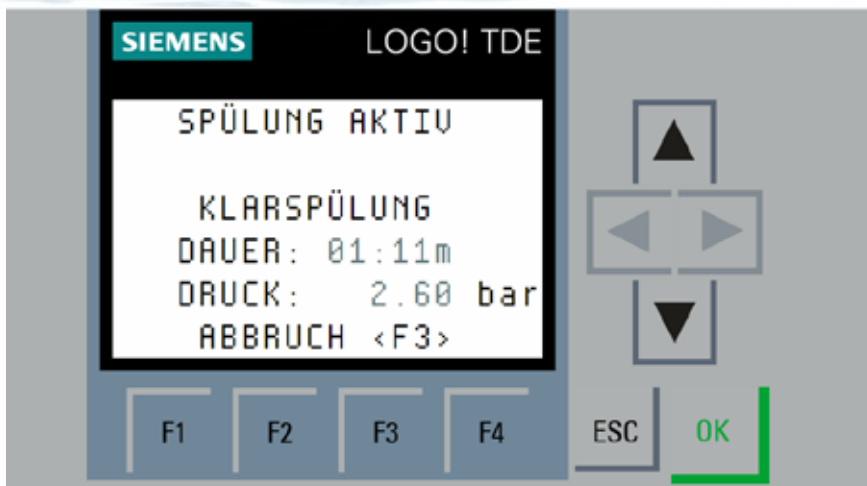 SIEMENS LOGO! TDE
SPÜLUNG AKTIV
KLARSPÜLUNG
DAUER: 01:11m
DRUCK: 2.60 bar
ABBRUCH <F3>
F1 F2 F3 F4 ESC OK